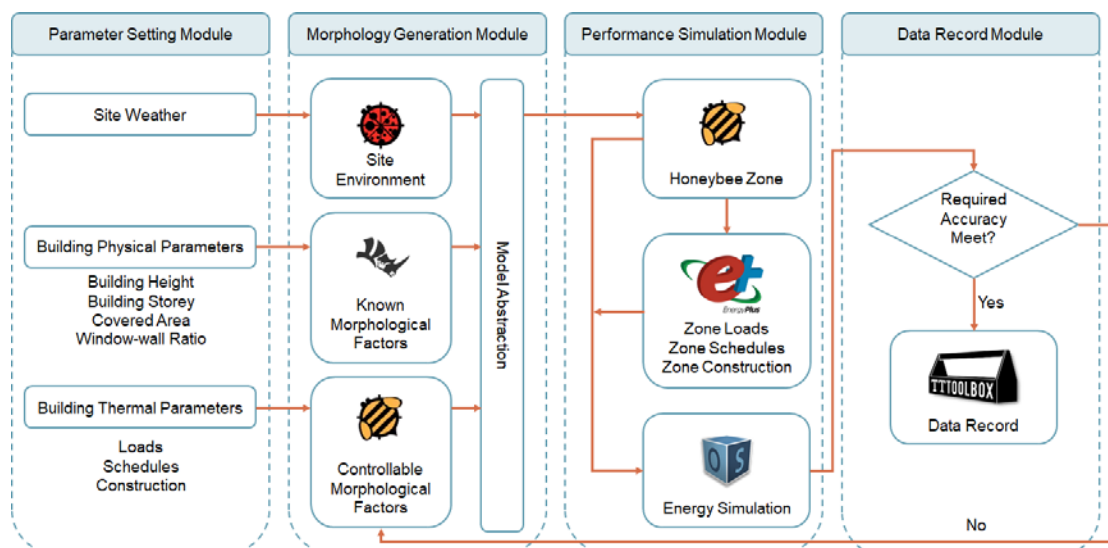 Parameter Setting Module
Morphology Generation Module
Performance Simulation Module
Data Record Module
Site Weather
Building Physical Parameters
Building Height
Building Storey
Covered Area
Window-wall Ratio
Building Thermal Parameters
Loads
Schedules
Construction
Site
Environment
Known
Morphological
Factors
Controllable
Morphological
Factors
Model Abstraction
Honeybee Zone
et
EnergyPlus
Zone Loads
Zone Schedules
Zone Construction
OS
Energy Simulation
Required
Accuracy
Meet?
Yes
TTTOOLBOX
Data Record
No